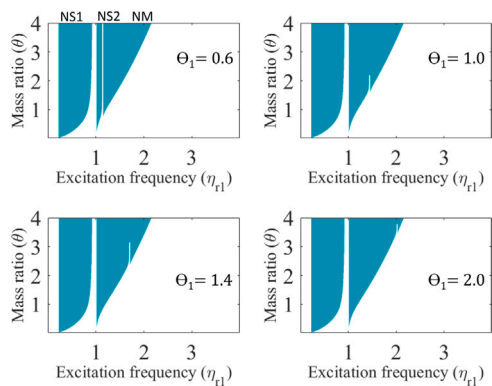 NS1 NS2 NM
4
3
2
1
Mass ratio (θ)
Θ1= 0.6
1 2 3
Excitation frequency (ηr1)
4
3
2
1
Mass ratio (θ)
Θ1= 1.0
1 2 3
Excitation frequency (ηr1)
4
3
2
1
Mass ratio (θ)
Θ1= 1.4
1 2 3
Excitation frequency (ηr1)
4
3
2
1
Mass ratio (θ)
Θ1= 2.0
1 2 3
Excitation frequency (ηr1)